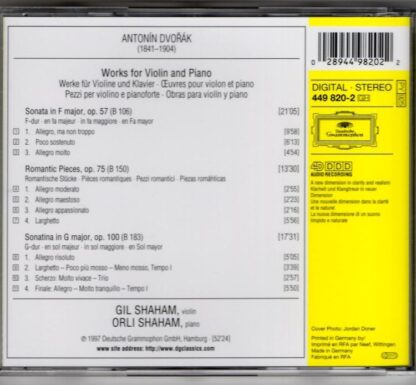 ANTONÍN DVOŘÁK
(1841–1904)
Works for Violin and Piano
Werke für Violine und Klavier · Œuvres pour violon et piano
Pezzi per violino e pianoforte · Obras para violín y piano
Sonata in F major, op. 57 (B 106) [21'05]
F-dur · en fa majeur · in fa maggiore · en Fa mayor
1 1. Allegro, ma non troppo 9'58
2 2. Poco sostenuto 6'13
3 3. Allegro molto 4'54
Romantic Pieces, op. 75 (B 150) [13'30]
Romantische Stücke · Pièces romantiques · Pezzi romantici · Piezas románticas
4 1. Allegro moderato 2'55
5 2. Allegro maestoso 2'23
6 3. Allegro appassionato 2'16
7 4. Larghetto 5'56
Sonatina in G major, op. 100 (B 183) [17'31]
G-dur · en sol majeur · in sol maggiore · en Sol mayor
8 1. Allegro risoluto 5'05
9 2. Larghetto – Poco più mosso – Meno mosso, Tempo I 3'39
10 3. Scherzo: Molto vivace – Trio 2'57
11 4. Finale: Allegro – Molto tranquillo – Tempo I 5'50
GIL SHAHAM, violin
ORLI SHAHAM, piano
℗ 1997 Deutsche Grammophon GmbH, Hamburg · [52'24]
www site address: http://www.dgclassics.com
0 28944 98202 2
DIGITAL · STEREO
449 820-2 GH
Deutsche
Grammophon
4D DDD
AUDIO RECORDING
A new dimension in clarity and realism
Klarheit und Klangtreue in neuer
Dimension
Une nouvelle dimension dans la clarté
et le naturel
La nuova dimensione di un suono
limpido e naturale
Cover Photo: Jordan Doner
Printed in Germany by/
Imprimé en RFA par Neef, Wittingen
Made in Germany
Fabriqué en RFA